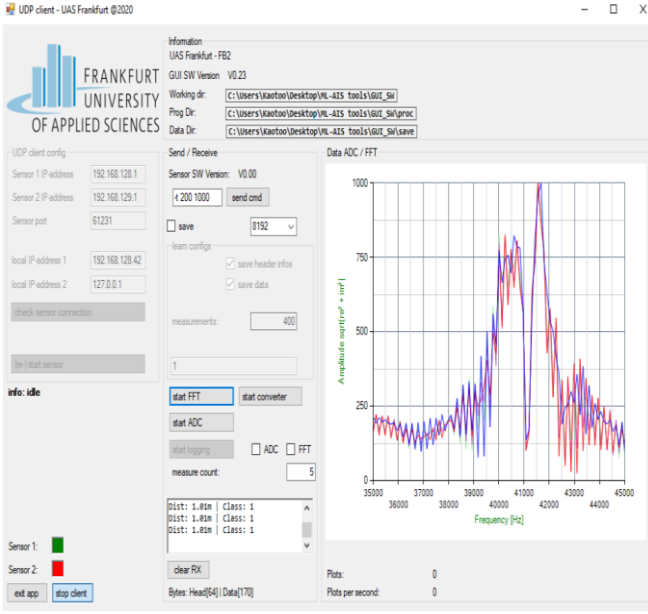 UDP client - UAS Frankfurt @2020
FRANKFURT
UNIVERSITY
OF APPLIED SCIENCES
Information
UAS Frankfurt - FB2
GUI SW Version V0.23
Working dir: C:\Users\Kaotoo\Desktop\ML-AIS tools\GUI_SW
Prog Dir: C:\Users\Kaotoo\Desktop\ML-AIS tools\GUI_SW\proc
Data Dir: C:\Users\Kaotoo\Desktop\ML-AIS tools\GUI_SW\save
UDP client config
Sensor 1 IP-address 192.168.128.1
Sensor 2 IP-address 192.168.129.1
Sensor port 61231
local IP-address 1 192.168.128.42
local IP-address 2 127.0.0.1
check sensor connection
(re-) start sensor
info: idle
Sensor 1:
Sensor 2:
exit app stop client
Send / Receive
Sensor SW Version: V0.00
-t 200 1000 send cmd
save 8192
learn configs
save header infos
save data
measurements: 400
1
start FFT start converter
start ADC
start logging ADC FFT
measure count: 5
Dist: 1.01m | Class: 1
Dist: 1.01m | Class: 1
Dist: 1.01m | Class: 1
clear RX
Bytes: Head[64] | Data[170]
Data ADC / FFT
Amplitude sqrt(re² + im²)
1000
750
500
250
0
35000 37000 39000 41000 43000 45000
36000 38000 40000 42000 44000
Frequency [Hz]
Plots: 0
Plots per second: 0